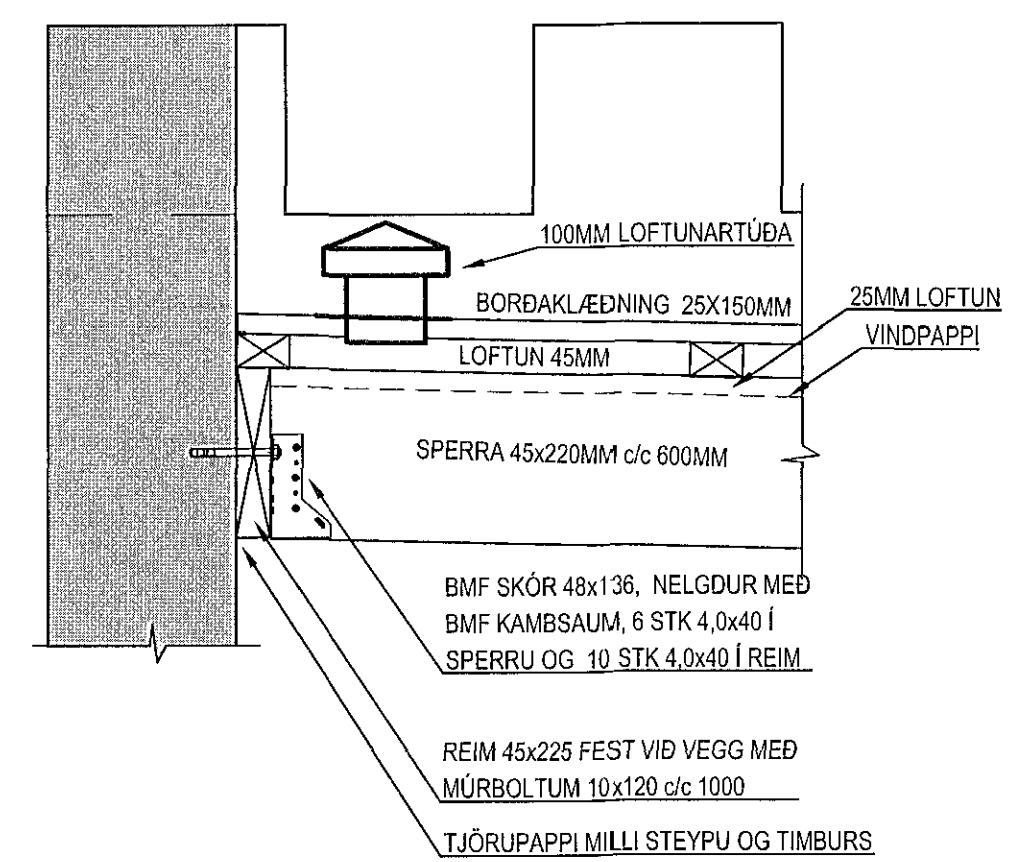 100MM LOFTUNARTÚÐA
BORÐAKLÆÐNING 25X150MM
25MM LOFTUN
VINDPAPPI
LOFTUN 45MM
SPERRA 45x220MM c/c 600MM
BMF SKÓR 48x136, NELGDUR MEÐ
BMF KAMBSAUM, 6 STK 4,0x40 Í
SPERRU OG 10 STK 4,0x40 Í REIM
REIM 45x225 FEST VIÐ VEGG MEÐ
MÚRBOLTUM 10x120 c/c 1000
TJÖRUPAPPI MILLI STEYPU OG TIMBURS